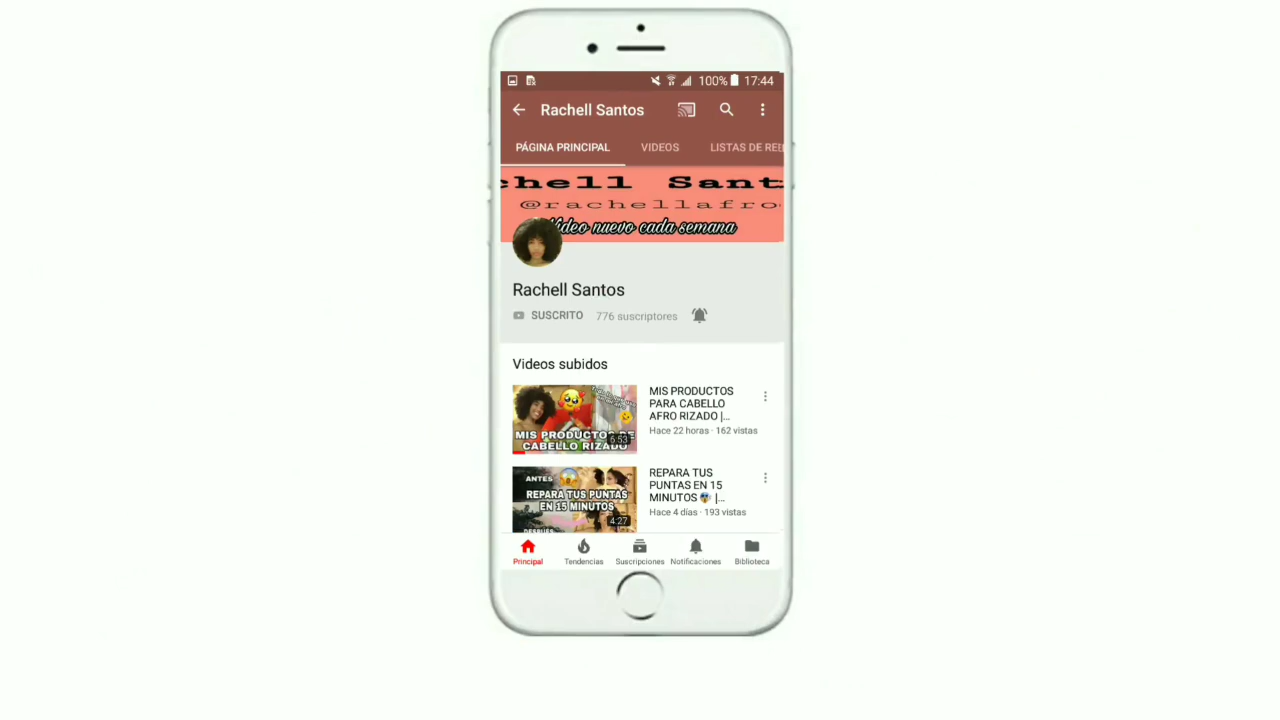 100% 17:44
Rachell Santos
PÁGINA PRINCIPAL VIDEOS LISTAS DE RE
chell Sant
@rachellafro
Video nuevo cada semana
Rachell Santos
SUSCRITO 776 suscriptores
Videos subidos
MIS PRODUCTOS DE
CABELLO RIZADO
6:53
MIS PRODUCTOS
PARA CABELLO
AFRO RIZADO |...
Hace 22 horas · 162 vistas
ANTES
REPARA TUS PUNTAS
EN 15 MINUTOS
DESPUÉS
4:27
REPARA TUS
PUNTAS EN 15
MINUTOS 😱 |...
Hace 4 días · 193 vistas
Principal Tendencias Suscripciones Notificaciones Biblioteca